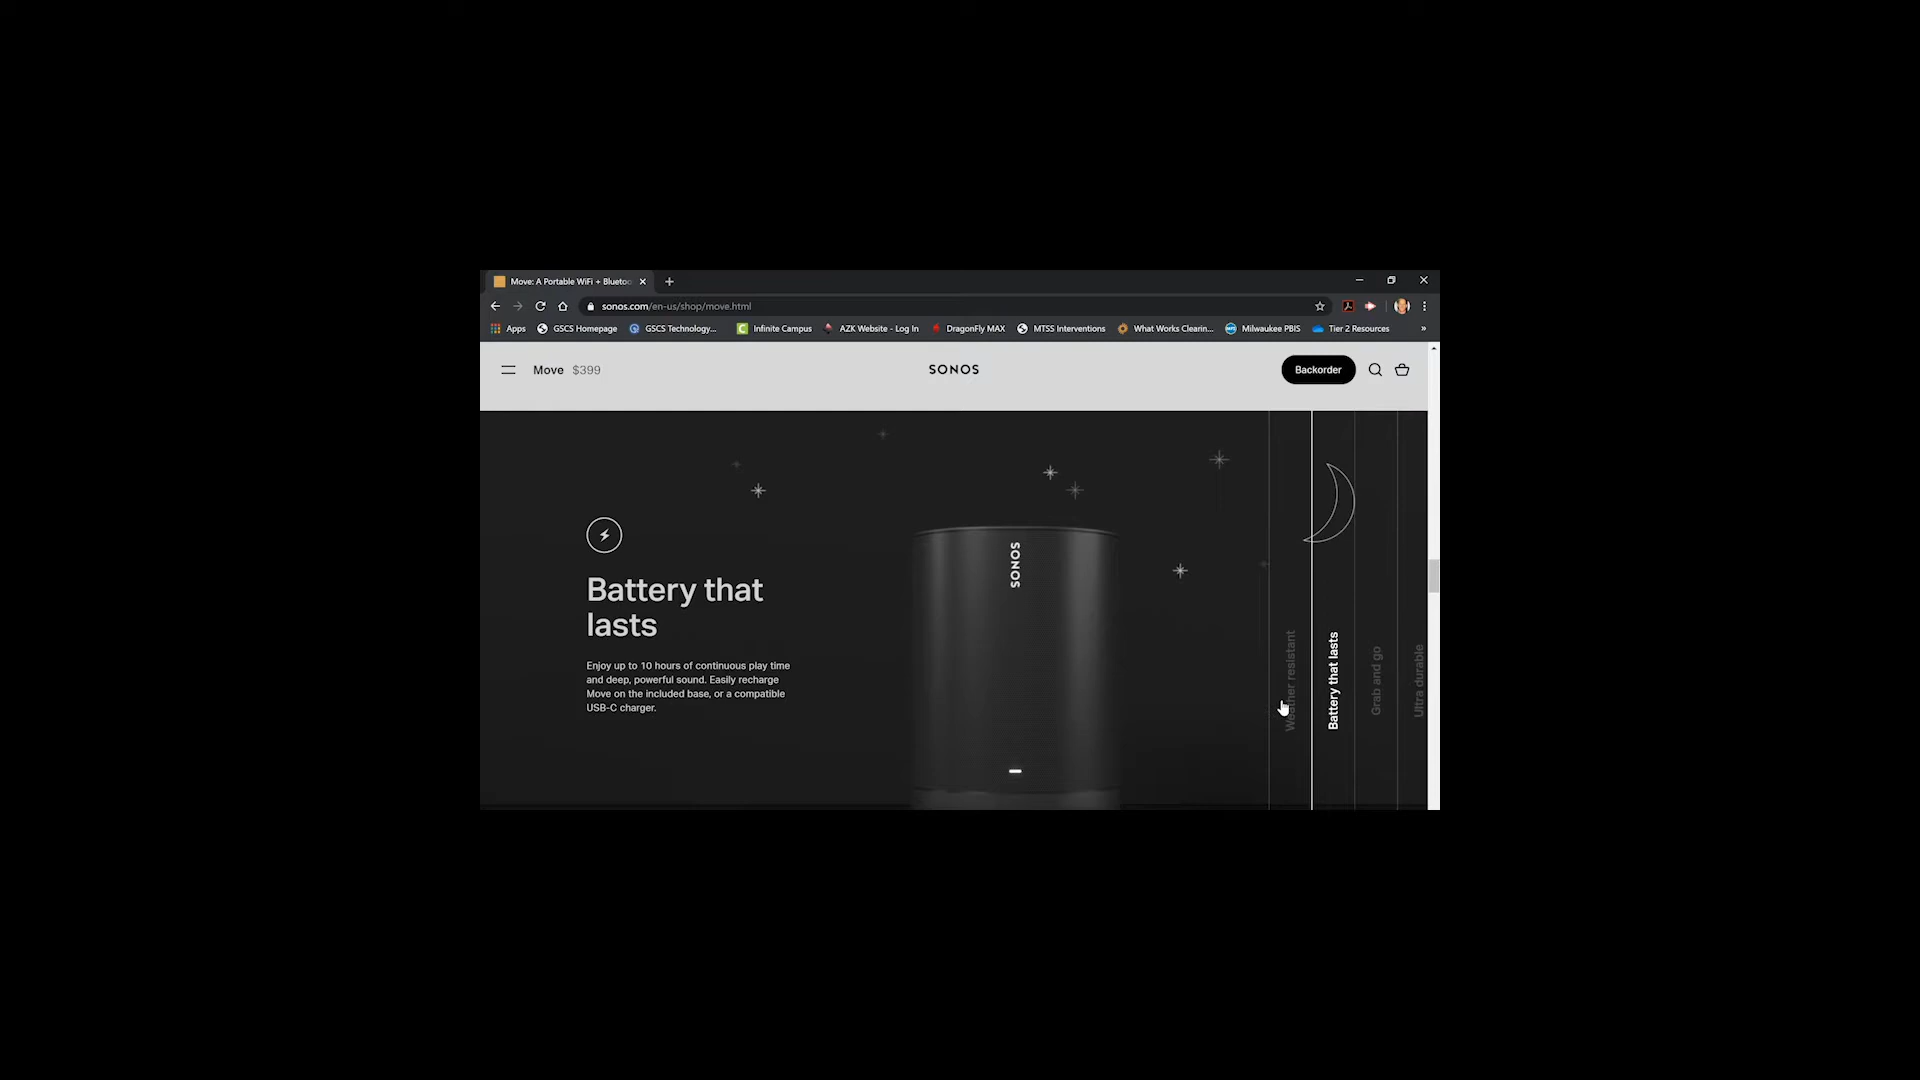 Move: A Portable WiFi + Bluetoo
sonos.com/en-us/shop/move.html
Apps GSCS Homepage GSCS Technology... Infinite Campus AZK Website - Log In DragonFly MAX MTSS Interventions What Works Clearin... Milwaukee PBIS Tier 2 Resources »
Move $399 SONOS Backorder
SONOS
Battery that
lasts
Enjoy up to 10 hours of continuous play time
and deep, powerful sound. Easily recharge
Move on the included base, or a compatible
USB-C charger.
Weather resistant
Battery that lasts
Grab and go
Ultra durable